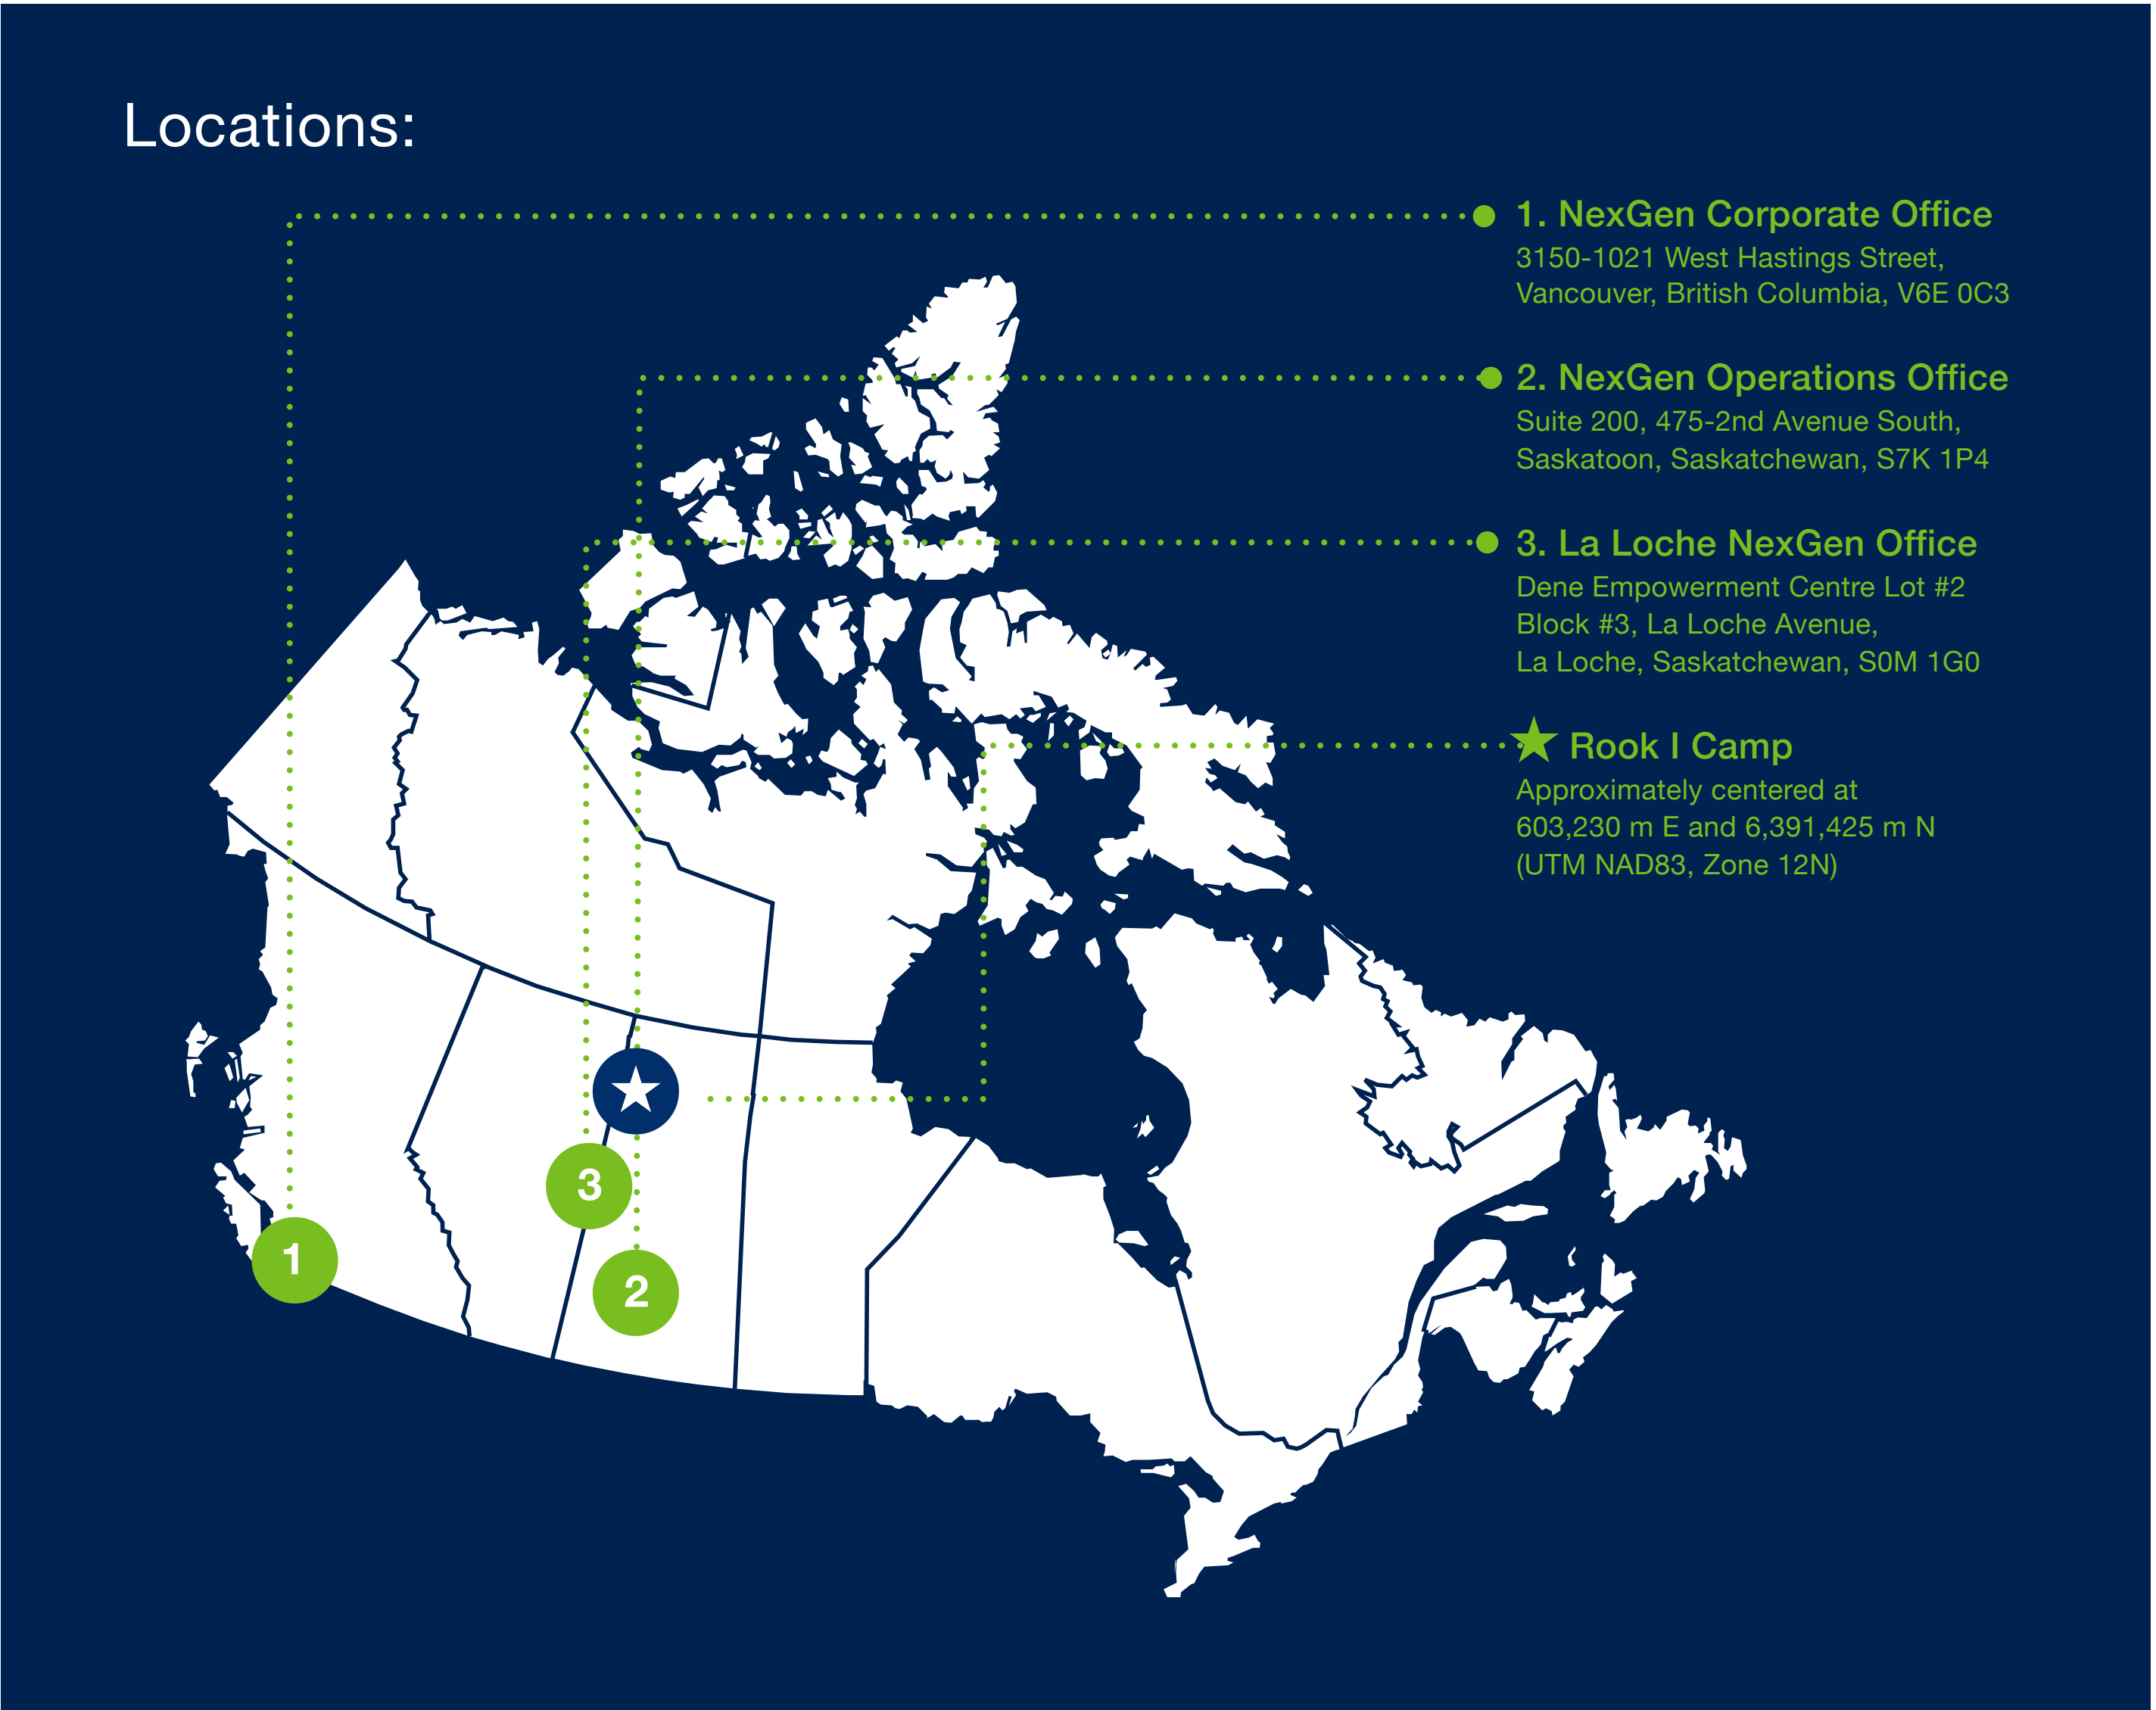 Locations:
1. NexGen Corporate Office
3150-1021 West Hastings Street,
Vancouver, British Columbia, V6E 0C3
2. NexGen Operations Office
Suite 200, 475-2nd Avenue South,
Saskatoon, Saskatchewan, S7K 1P4
3. La Loche NexGen Office
Dene Empowerment Centre Lot #2
Block #3, La Loche Avenue,
La Loche, Saskatchewan, S0M 1G0
Rook I Camp
Approximately centered at
603,230 m E and 6,391,425 m N
(UTM NAD83, Zone 12N)
3
1
2